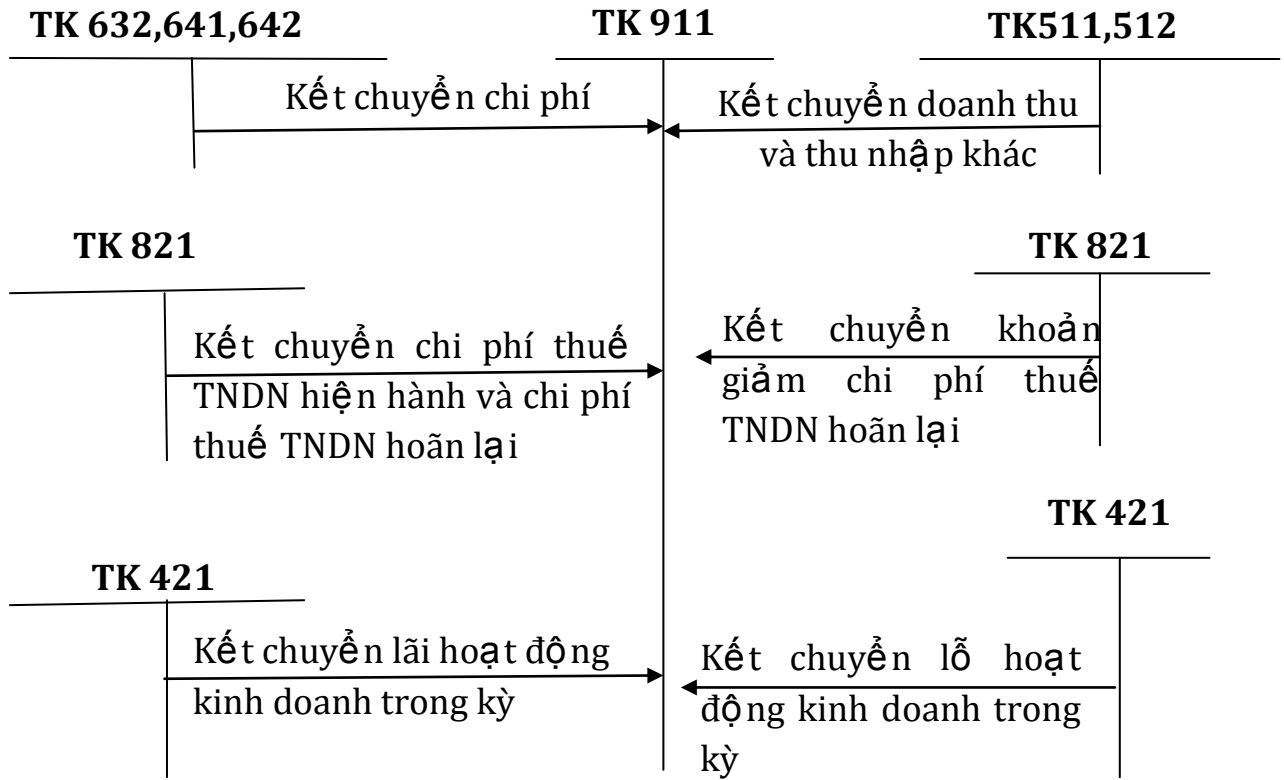 TK 632,641,642
TK 911
TK511,512
Kết chuyển chi phí
Kết chuyển doanh thu
và thu nhập khác
TK 821
TK 821
Kết chuyển chi phí thuế
TNDN hiện hành và chi phí
thuế TNDN hoãn lại
Kết chuyển khoản
giảm chi phí thuế
TNDN hoãn lại
TK 421
TK 421
Kết chuyển lãi hoạt động
kinh doanh trong kỳ
Kết chuyển lỗ hoạt
động kinh doanh trong
kỳ